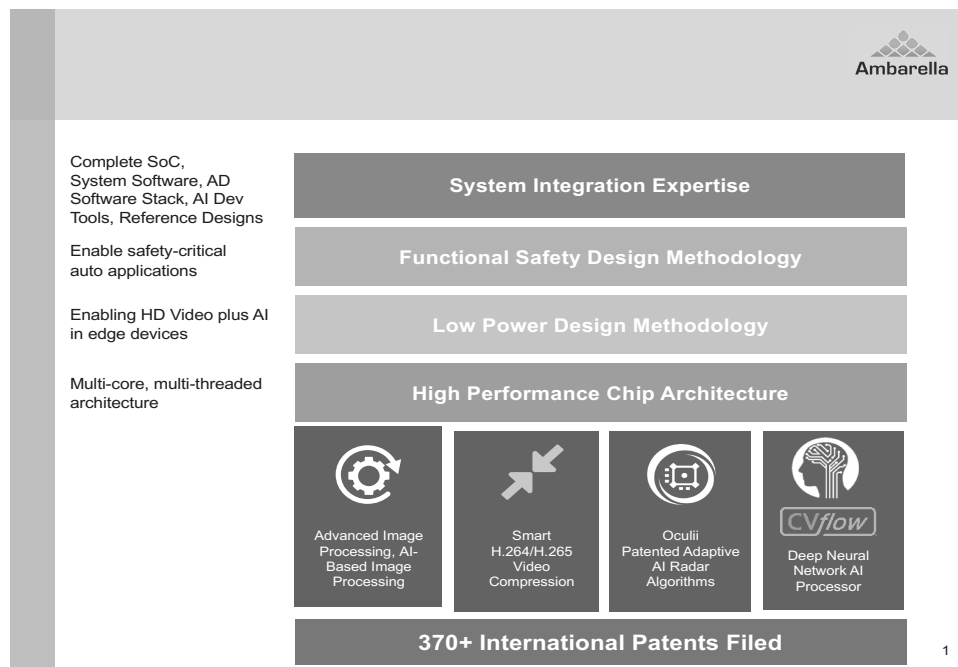 Ambarella
Complete SoC,
System Software, AD
Software Stack, AI Dev
Tools, Reference Designs
System Integration Expertise
Enable safety-critical
auto applications
Functional Safety Design Methodology
Enabling HD Video plus AI
in edge devices
Low Power Design Methodology
Multi-core, multi-threaded
architecture
High Performance Chip Architecture
Advanced Image
Processing, AI-
Based Image
Processing
Smart
H.264/H.265
Video
Compression
Oculii
Patented Adaptive
AI Radar
Algorithms
CVflow
Deep Neural
Network AI
Processor
370+ International Patents Filed
1